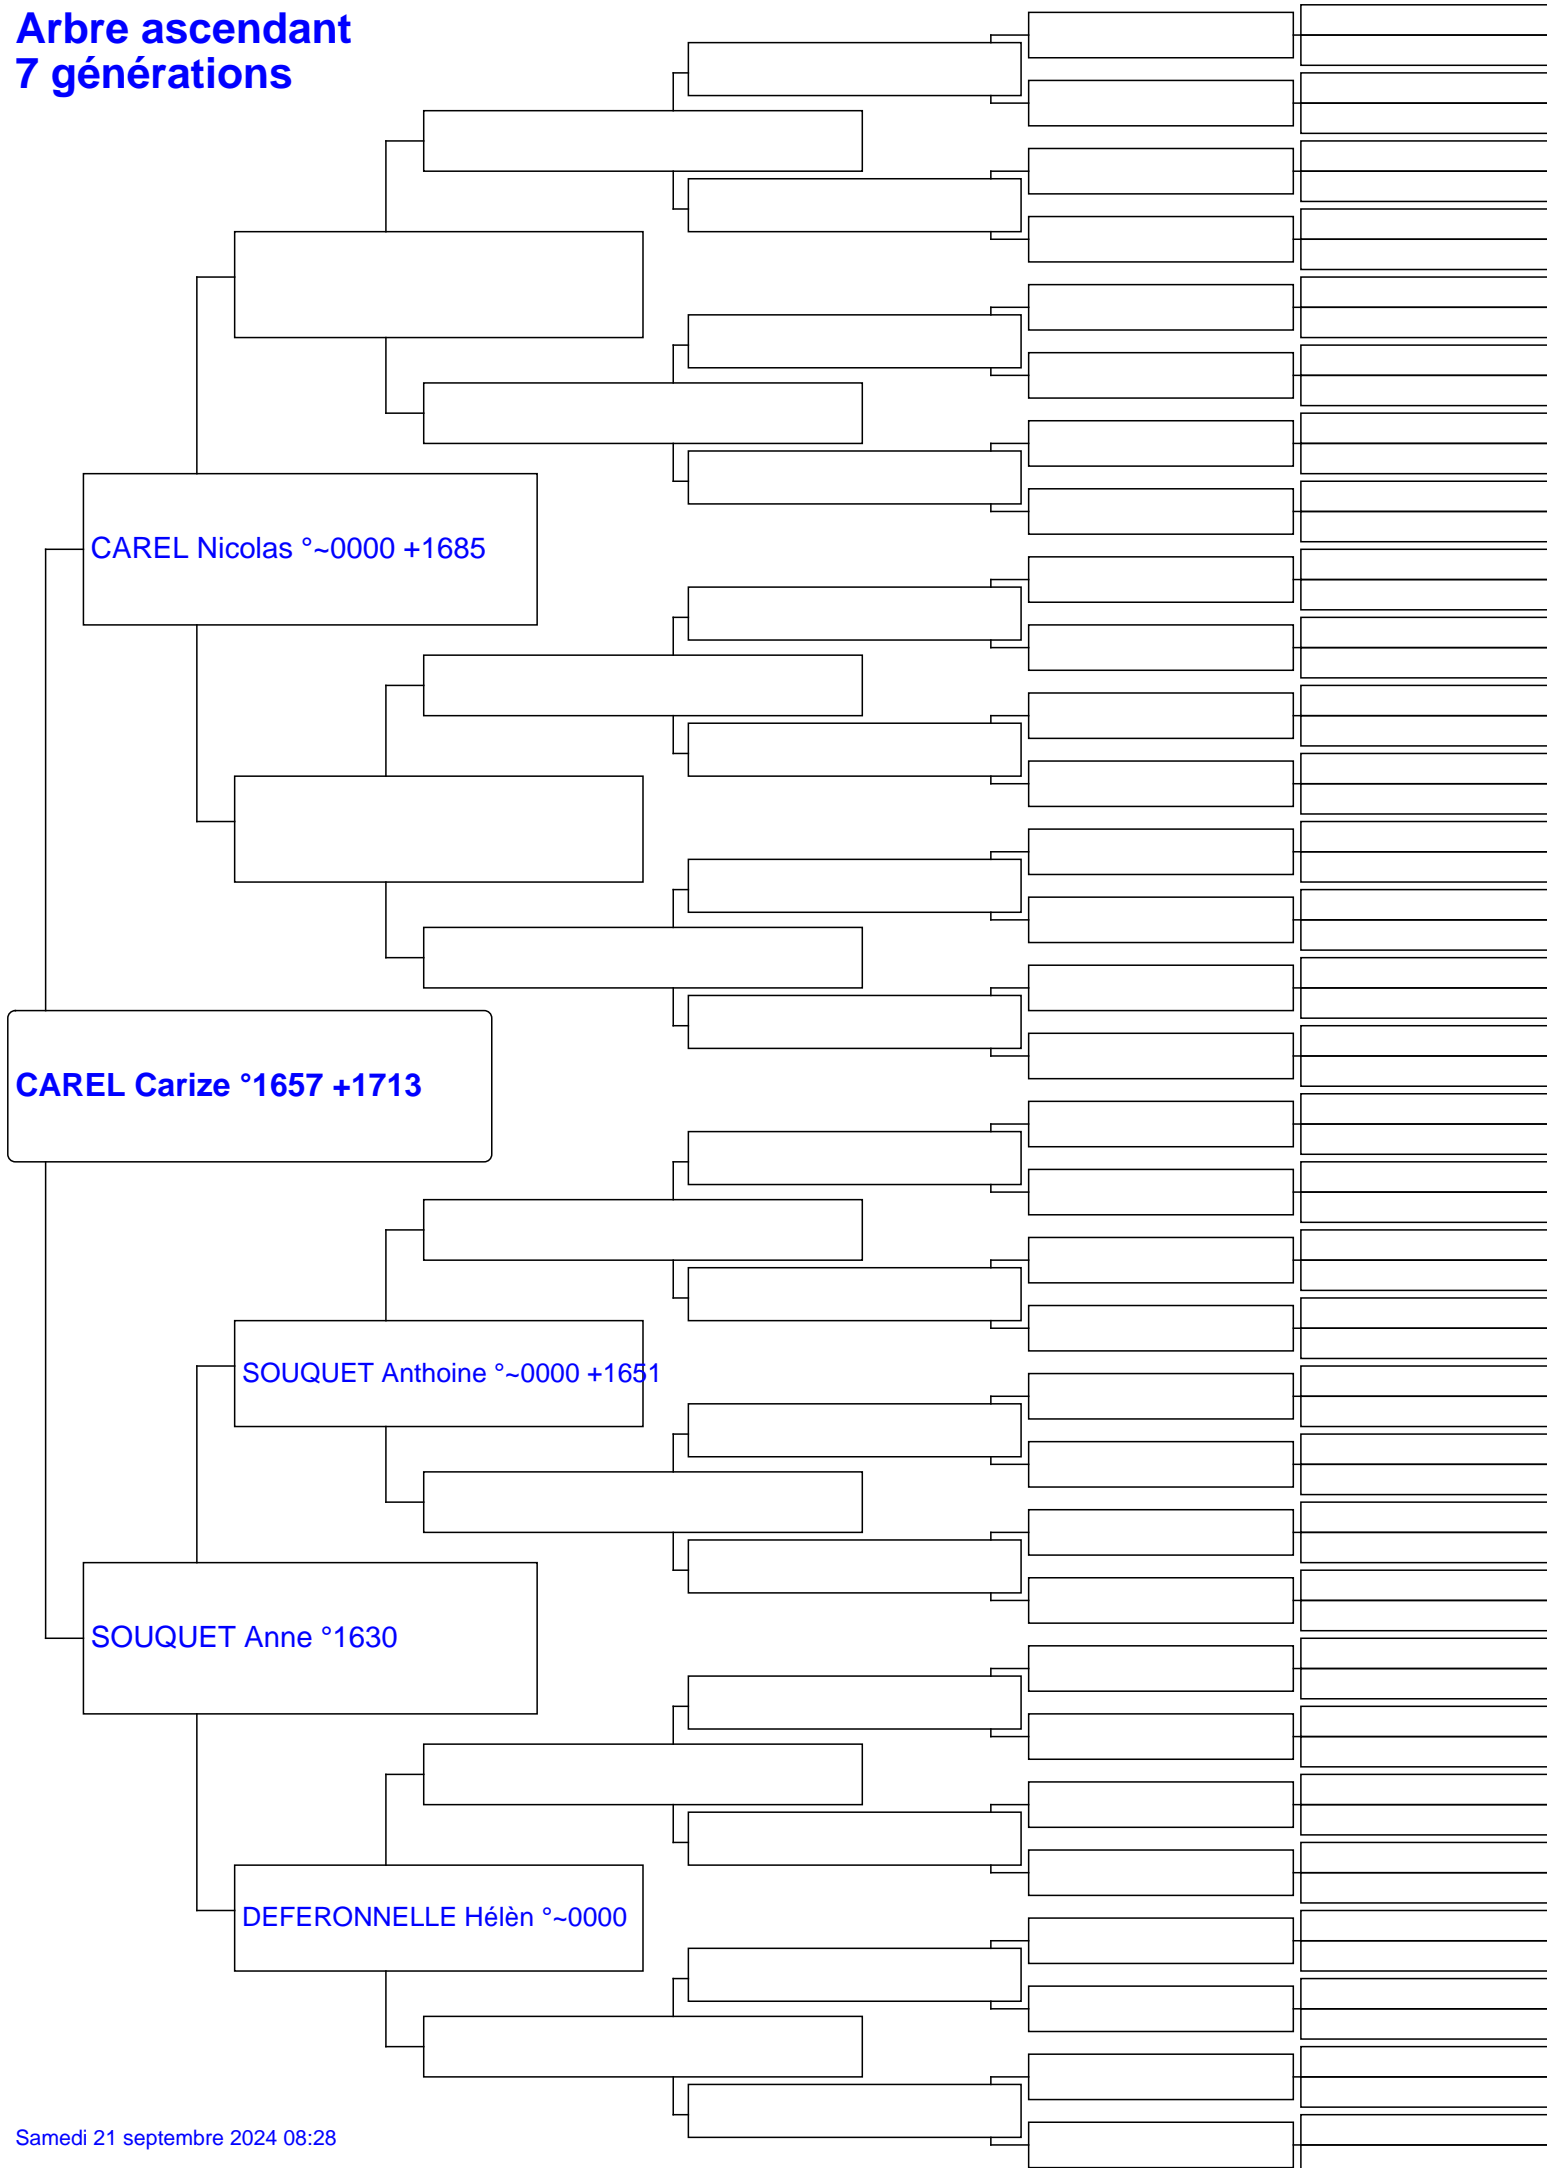 Arbre ascendant
7 générations
CAREL Nicolas °~0000 +1685
CAREL Carize °1657 +1713
SOUQUET Anthoine °~0000 +1651
SOUQUET Anne °1630
DEFERONNELLE Hélèn °~0000
Samedi 21 septembre 2024 08:28